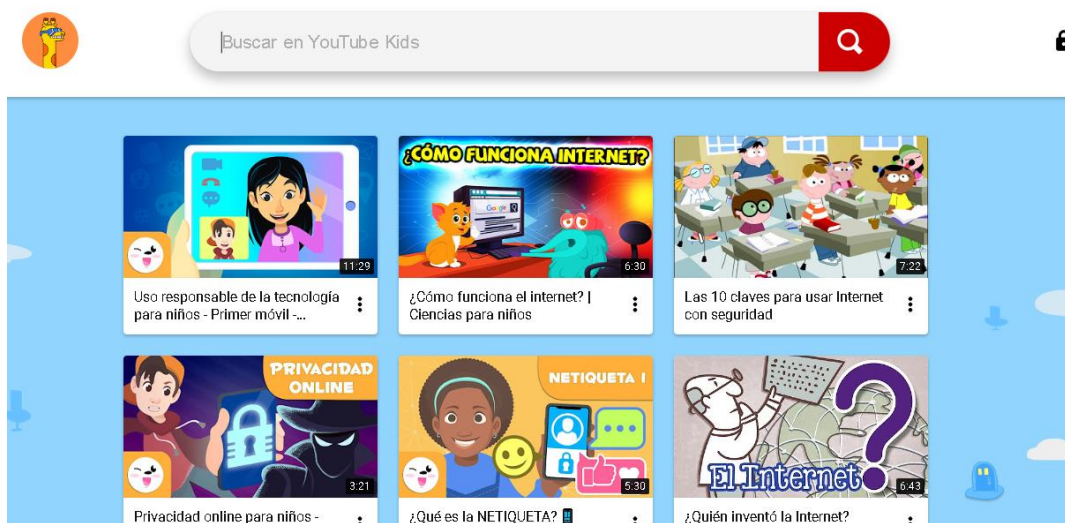 Buscar en YouTube Kids
¿CÓMO FUNCIONA INTERNET?
Google
11:29
6:30
7:22
Uso responsable de la tecnología
para niños - Primer móvil -...
¿Cómo funciona el internet? |
Ciencias para niños
Las 10 claves para usar Internet
con seguridad
PRIVACIDAD
ONLINE
NETIQUETA I
El Internet
3:21
5:30
6:43
Privacidad online para niños -
¿Qué es la NETIQUETA?
¿Quién inventó la Internet?